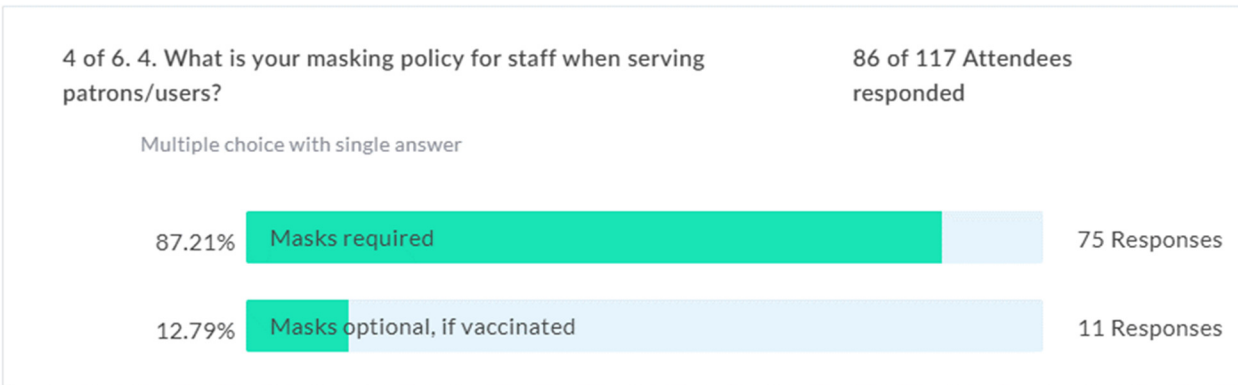 4 of 6. 4. What is your masking policy for staff when serving
patrons/users?
86 of 117 Attendees
responded
Multiple choice with single answer
87.21% Masks required 75 Responses
12.79% Masks optional, if vaccinated 11 Responses